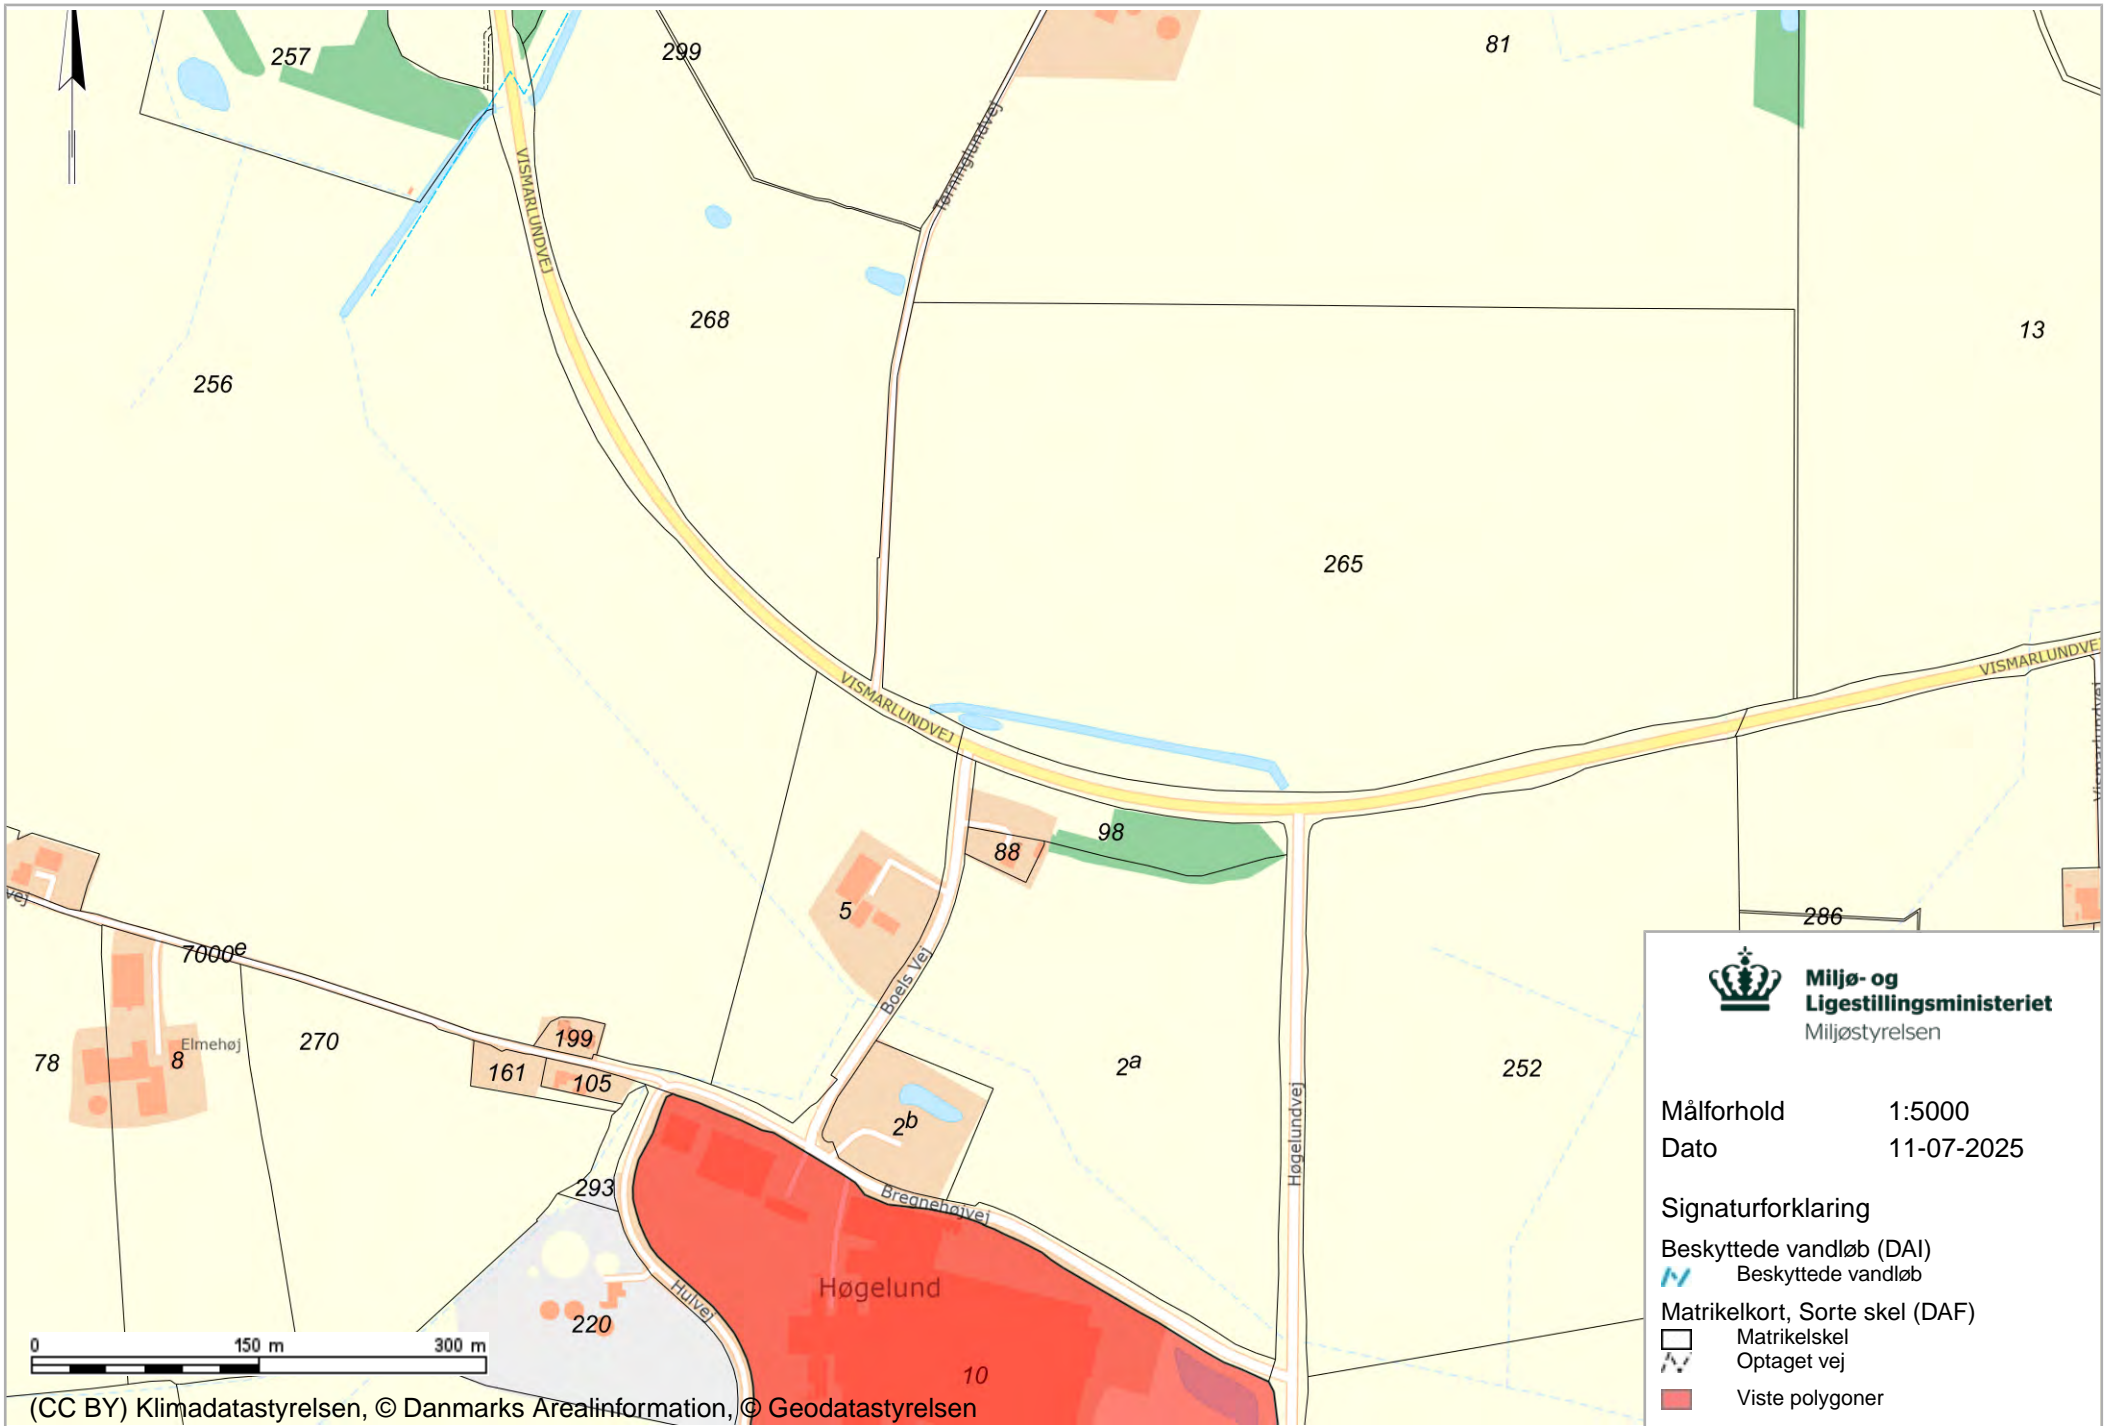 257
299
81
Tørninglundvej
VISMARLUNDVEJ
268
13
256
265
VISMARLUNDVEJ
VISMARLUNDVE
98
88
5
vej
7000e
286
Boels Vej
Elmehøj
78
8
270
199
161
105
2a
252
2b
Høgelundvej
293
Bregnehøjvej
Hulvej
Høgelund
220
10
Miljø- og
Ligestillingsministeriet
Miljøstyrelsen
Målforhold 1:5000
Dato 11-07-2025
Signaturforklaring
Beskyttede vandløb (DAI)
Beskyttede vandløb
Matrikelkort, Sorte skel (DAF)
Matrikelskel
Optaget vej
Viste polygoner
0 150 m 300 m
(CC BY) Klimadatastyrelsen, © Danmarks Arealinformation, © Geodatastyrelsen